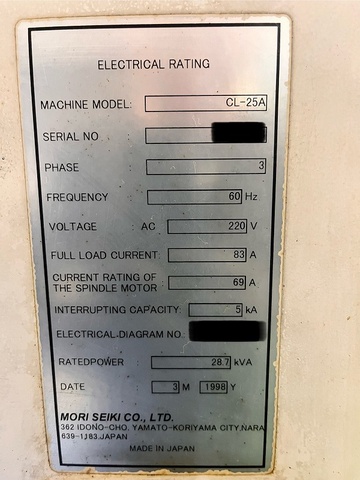 ELECTRICAL RATING
MACHINE MODEL: CL-25A
SERIAL NO
PHASE 3
FREQUENCY 60 Hz
VOLTAGE AC 220 V
FULL LOAD CURRENT: 83 A
CURRENT RATING OF
THE SPINDLE MOTOR 69 A
INTERRUPTING CAPACITY: 5 kA
ELECTRICAL.DIAGRAM NO.
RATEDPOWER 28.7 kVA
DATE 3 M 1998 Y
MORI SEIKI CO., LTD.
362 IDONO-CHO, YAMATO-KORIYAMA CITY,NARA
639-1183,JAPAN
MADE IN JAPAN